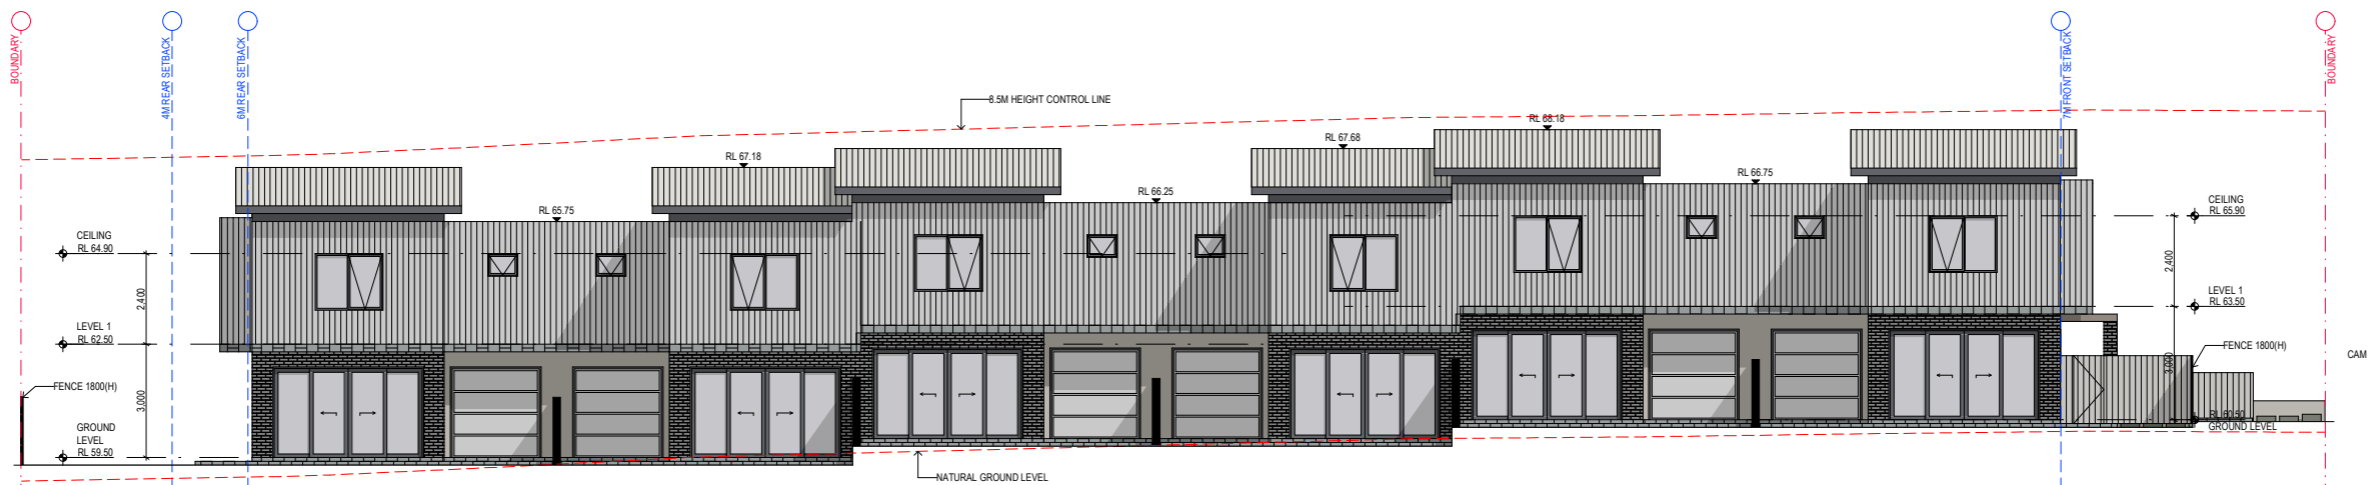 BOUNDARY
4M REAR SETBACK
6M REAR SETBACK
7M FRONT SETBACK
BOUNDARY
8.5M HEIGHT CONTROL LINE
RL 67.18
RL 67.68
RL 68.18
RL 65.75
RL 66.25
RL 66.75
CEILING
RL 64.90
2,400
LEVEL 1
RL 62.50
3,000
FENCE 1800(H)
GROUND
LEVEL
RL 59.50
CEILING
RL 65.90
2,400
LEVEL 1
RL 63.50
3,000
FENCE 1800(H)
CAM
RL 60.50
GROUND LEVEL
NATURAL GROUND LEVEL